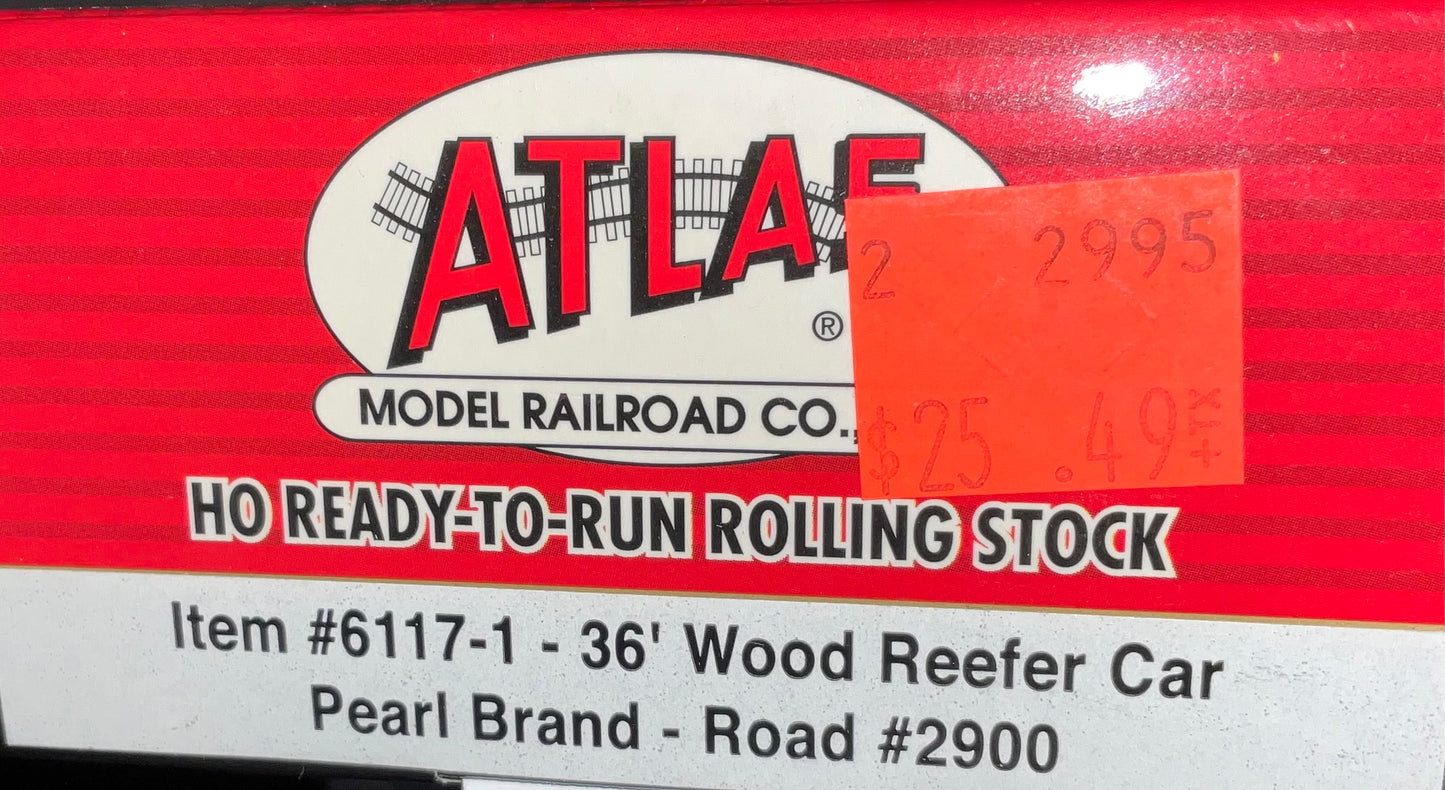 ATLAS
®
MODEL RAILROAD CO.,
2 2995
$25.49+TX
HO READY-TO-RUN ROLLING STOCK
Item #6117-1 - 36' Wood Reefer Car
Pearl Brand - Road #2900